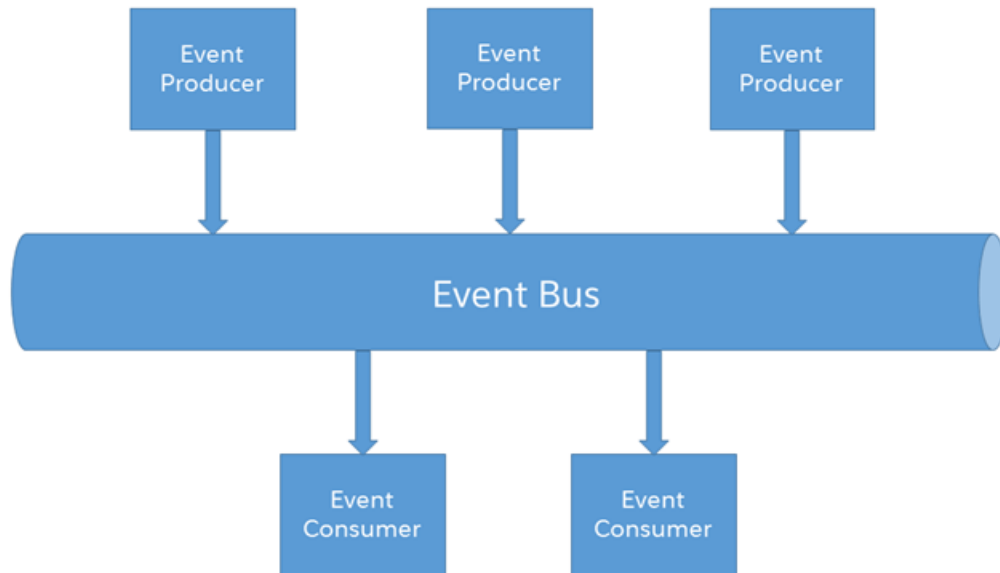 Event
Producer
Event
Producer
Event
Producer
Event Bus
Event
Consumer
Event
Consumer